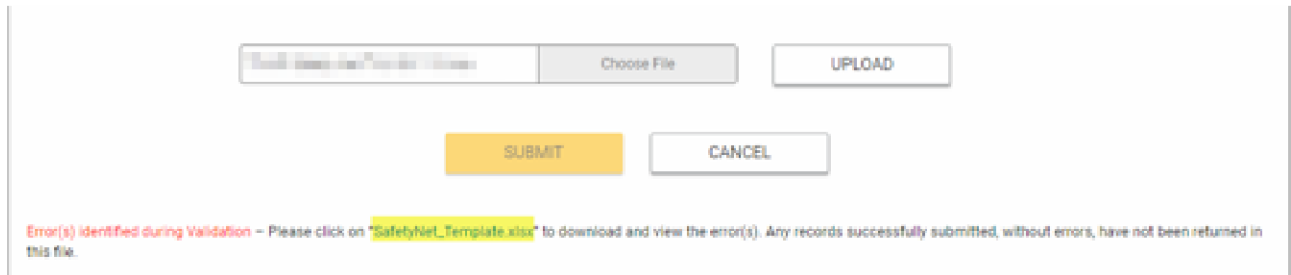 Choose File UPLOAD
SUBMIT CANCEL
Error(s) identified during Validation – Please click on "SafetyNet_Template.xlsx" to download and view the error(s). Any records successfully submitted, without errors, have not been returned in
this file.